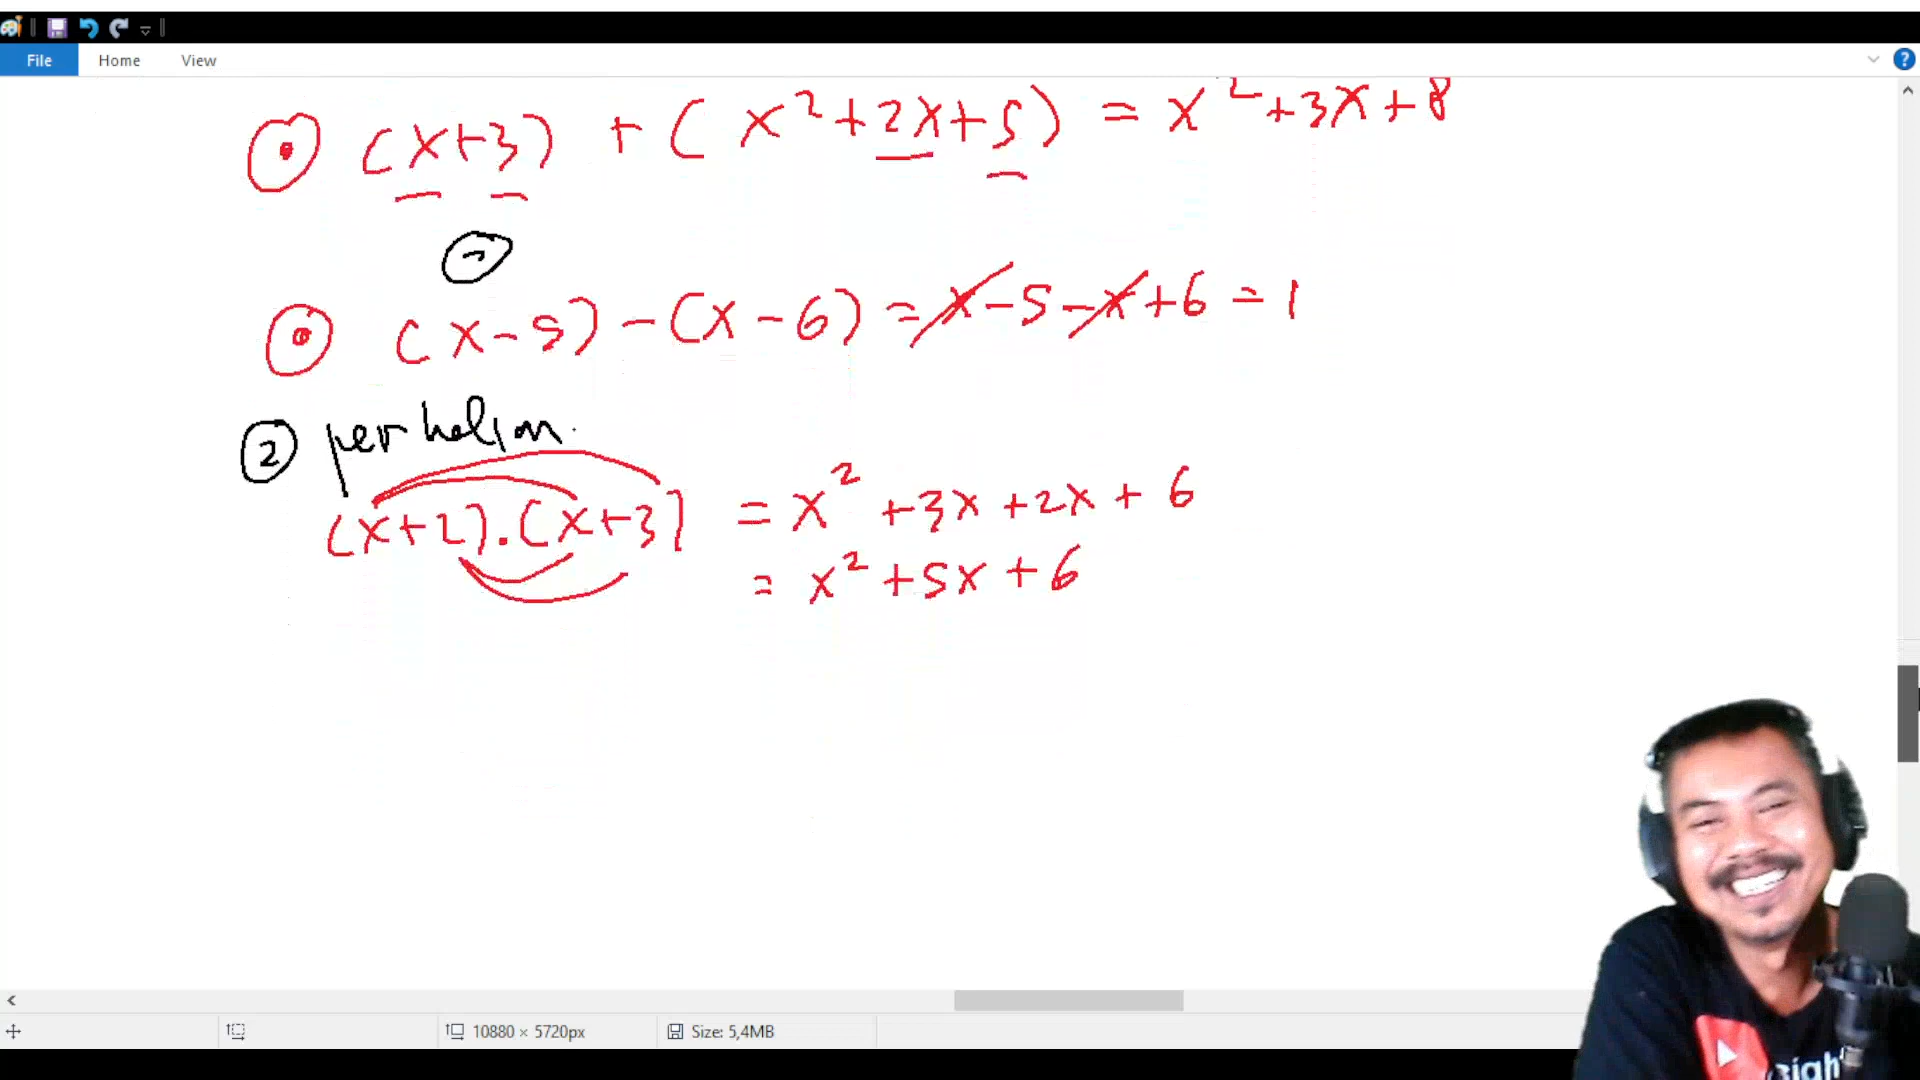 File Home View
(x+3) + (x²+2x+5) = x²+3x+8
(-)
(x-5) - (x-6) = x-5-x+6 = 1
② perkalian.
(x+2).(x+3) = x²+3x+2x+6
= x²+5x+6
10880 × 5720px Size: 5,4MB